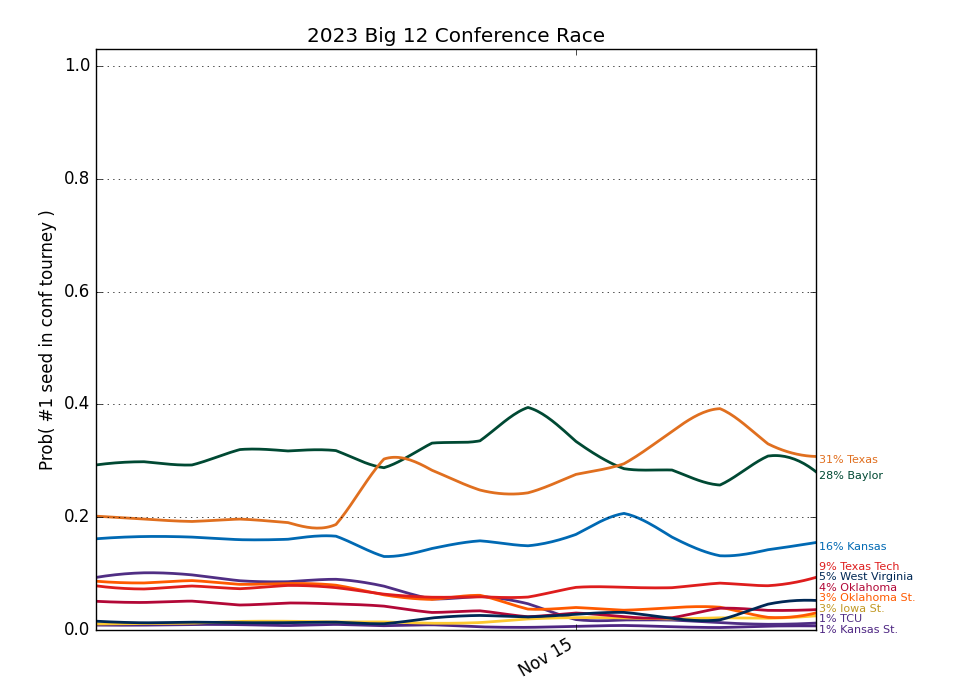 2023 Big 12 Conference Race
Prob( #1 seed in conf tourney )
1.0
0.8
0.6
0.4
0.2
0.0
Nov 15
31% Texas
28% Baylor
16% Kansas
9% Texas Tech
5% West Virginia
4% Oklahoma
3% Oklahoma St.
3% Iowa St.
1% TCU
1% Kansas St.